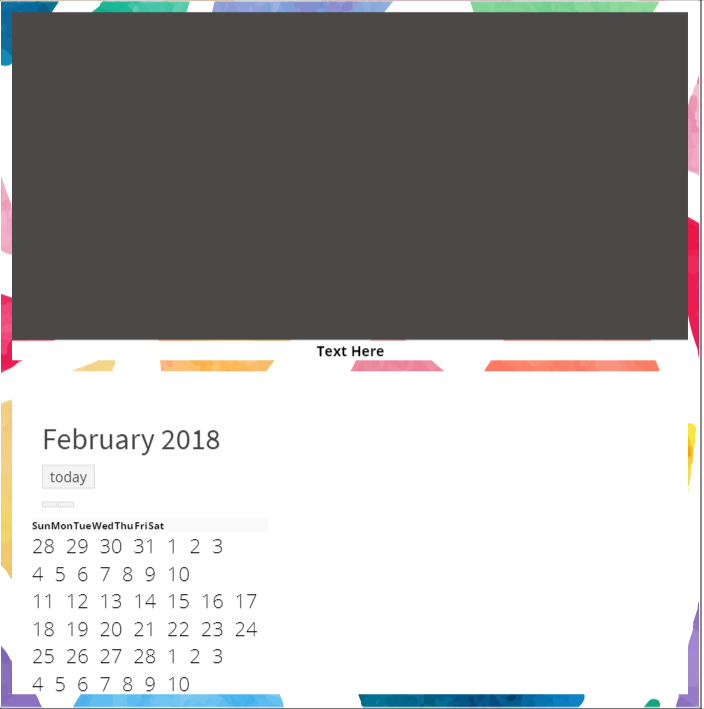 Text Here
February 2018
today
SunMonTueWedThuFriSat
28 29 30 31 1 2 3
4 5 6 7 8 9 10
11 12 13 14 15 16 17
18 19 20 21 22 23 24
25 26 27 28 1 2 3
4 5 6 7 8 9 10